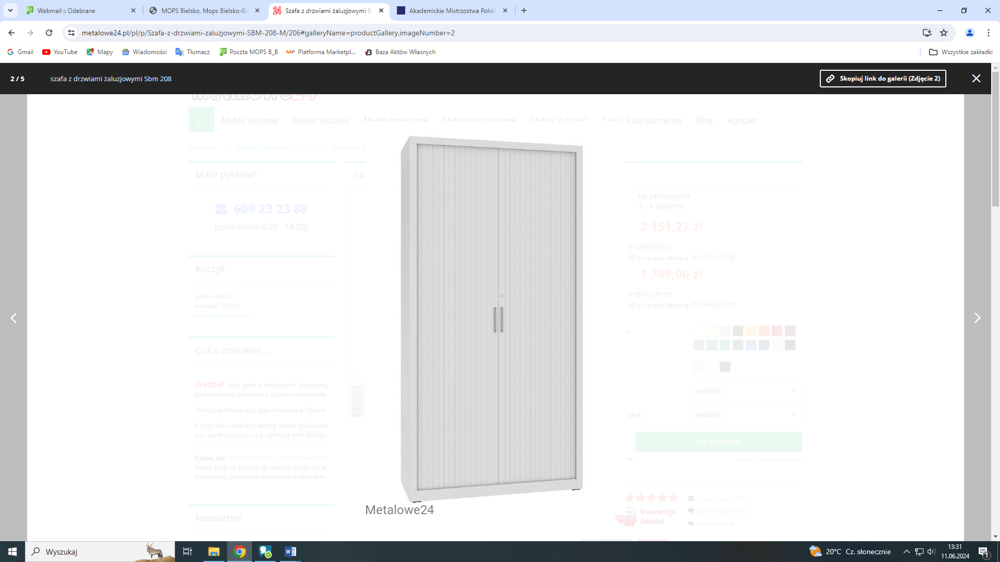 Webmail :: Odebrane
MOPS Bielsko, Mops Bielsko-Bia
Szafa z drzwiami żaluzjowymi S
Akademickie Mistrzostwa Polsk
metalowe24.pl/pl/p/Szafa-z-drzwiami-zaluzjowymi-SBM-208-M/206#galleryName=productGallery,imageNumber=2
Gmail
YouTube
Mapy
Wiadomości
Tłumacz
Poczta MOPS B_B
Platforma Marketpl...
Baza Aktów Własnych
Wszystkie zakładki
2 / 5
szafa z drzwiami żaluzjowymi Sbm 208
Skopiuj link do galerii (Zdjęcie 2)
metalowe24
Meble biurowe
Meble socjalne
Meble medyczne
Meble warsztatowe
Meble "od ręki"
Sejfy i kasy pancerne
Blog
Kontakt
Jesteś w:
»
Meble biurowe
»
Szafy z drzwiami ż
Masz pytania?
609 23 23 88
(codziennie 8.00 - 18.00)
Koszyk
produktów: 0
wartość: 0,00 zł
przejdź do koszyka
Coś o dostawie...
Ważne! Jako jedni z nielicznych oferujemy
profesjonalny transport z opcjami wniesienia.
Mamy najtańszą tego typu dostawę w Polsce!
A przy kilku meblach tańszą nawet od kuriera
(np. porównując to co proponują inne sklepy).
Czytaj też: Nie sprzedajemy szaf składanych!
Nasze szafy to solidna zgrzewana konstrukcja,
dodatkowo, punktowo wzmacniana spawami.
Newsletter
Sza
Metalowe24
na zamówienie
3 - 4 tygodnie
2 151,27 zł
2 289,03 zł
30 dni przed obniżką: 2 151,27 zł
1 749,00 zł
1 861,00 zł
30 dni przed obniżką: 1 749,00 zł
wybierz
wybierz
do koszyka
dodaj do przechowalni
zapytaj o produkt
poleć znajomemu
dodaj opinię
SKI
PRODUKT
Gwarancja
Jakości
Wyszukaj
20°C
Cz. słonecznie
13:31
11.06.2024
1